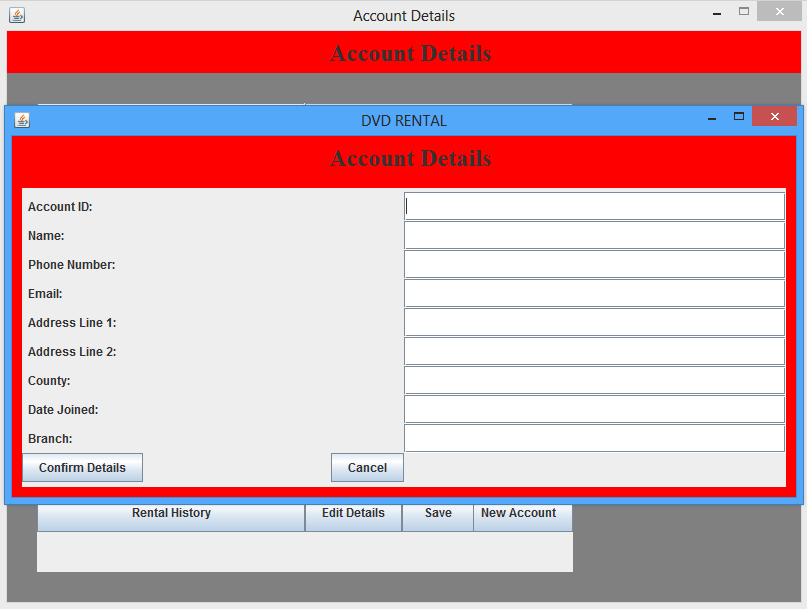 Account Details
Account Details
DVD RENTAL
Account Details
Account ID:
Name:
Phone Number:
Email:
Address Line 1:
Address Line 2:
County:
Date Joined:
Branch:
Confirm Details Cancel
Rental History Edit Details Save New Account